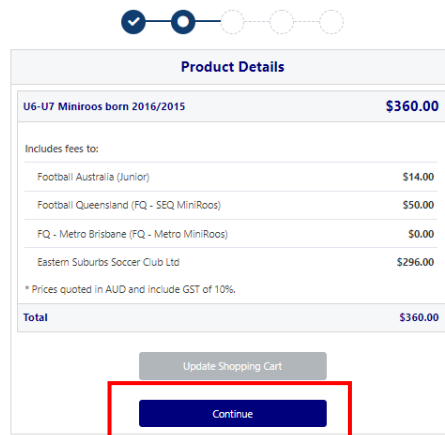 Product Details
U6-U7 Miniroos born 2016/2015 $360.00
Includes fees to:
Football Australia (Junior) $14.00
Football Queensland (FQ - SEQ MiniRoos) $50.00
FQ - Metro Brisbane (FQ - Metro MiniRoos) $0.00
Eastern Suburbs Soccer Club Ltd $296.00
* Prices quoted in AUD and include GST of 10%.
Total $360.00
Update Shopping Cart
Continue